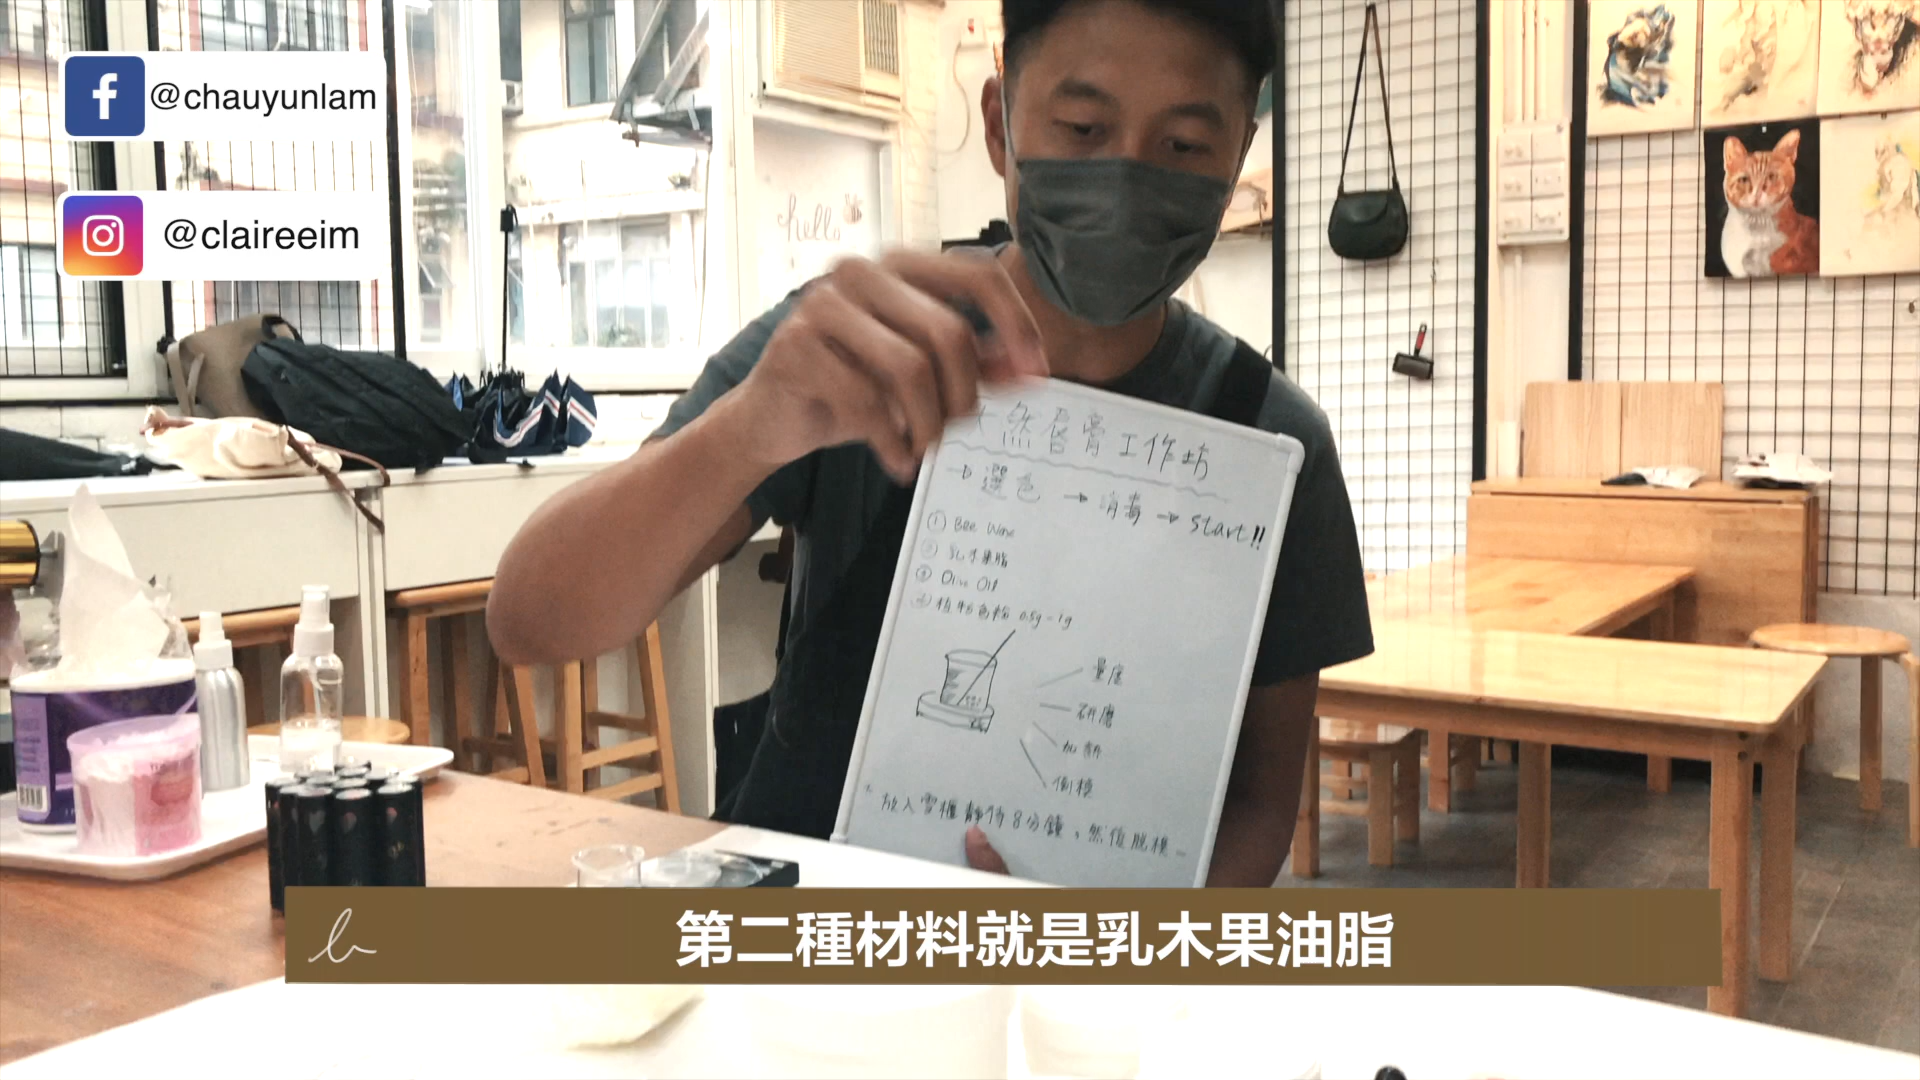 @chauyunlam
@claireeim
hello
天然唇膏工作坊
→選色 → 消毒 → start!!
① Bee Wax
② 乳木果脂
③ Olive Oil
④ 植物色粉 0.5g-1g
量度
研磨
加熱
倒模
* 放入雪櫃靜待8分鐘，然後脫模
第二種材料就是乳木果油脂